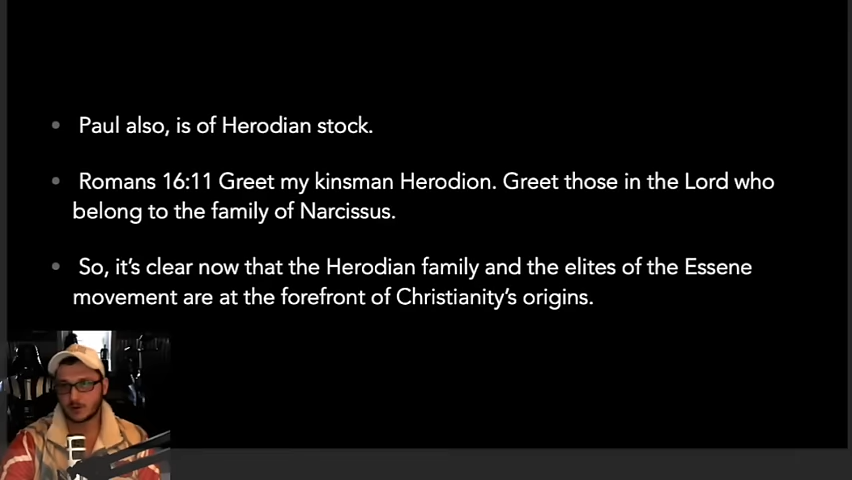 Paul also, is of Herodian stock.
Romans 16:11 Greet my kinsman Herodion. Greet those in the Lord who
belong to the family of Narcissus.
So, it's clear now that the Herodian family and the elites of the Essene
movement are at the forefront of Christianity's origins.